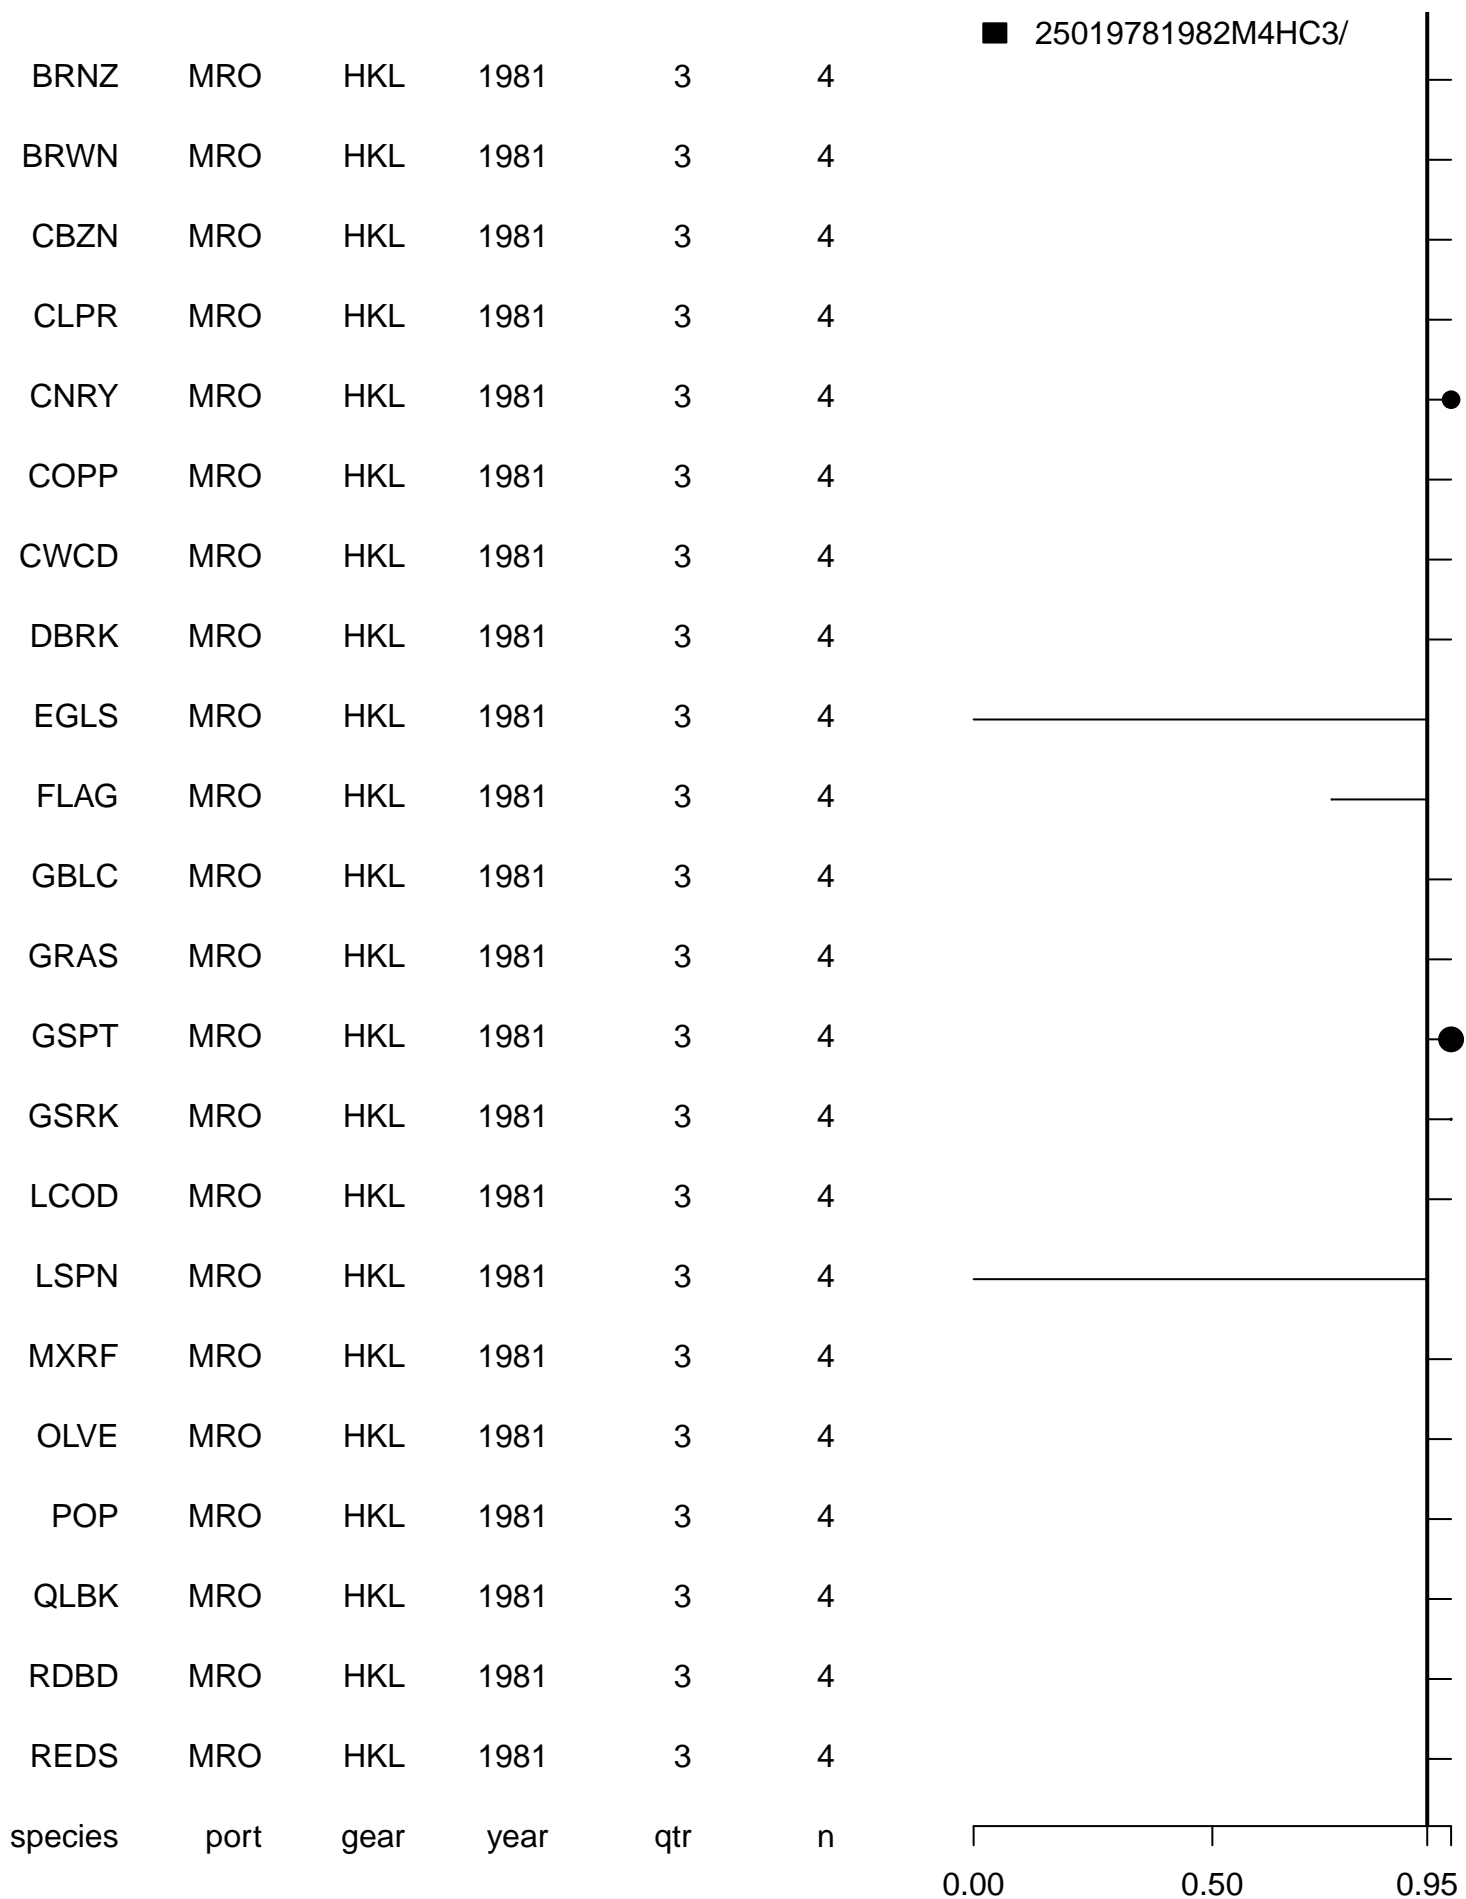 25019781982M4HC3/
BRNZ MRO HKL 1981 3 4
BRWN MRO HKL 1981 3 4
CBZN MRO HKL 1981 3 4
CLPR MRO HKL 1981 3 4
CNRY MRO HKL 1981 3 4
COPP MRO HKL 1981 3 4
CWCD MRO HKL 1981 3 4
DBRK MRO HKL 1981 3 4
EGLS MRO HKL 1981 3 4
FLAG MRO HKL 1981 3 4
GBLC MRO HKL 1981 3 4
GRAS MRO HKL 1981 3 4
GSPT MRO HKL 1981 3 4
GSRK MRO HKL 1981 3 4
LCOD MRO HKL 1981 3 4
LSPN MRO HKL 1981 3 4
MXRF MRO HKL 1981 3 4
OLVE MRO HKL 1981 3 4
POP MRO HKL 1981 3 4
QLBK MRO HKL 1981 3 4
RDBD MRO HKL 1981 3 4
REDS MRO HKL 1981 3 4
species port gear year qtr n
0.00 0.50 0.95